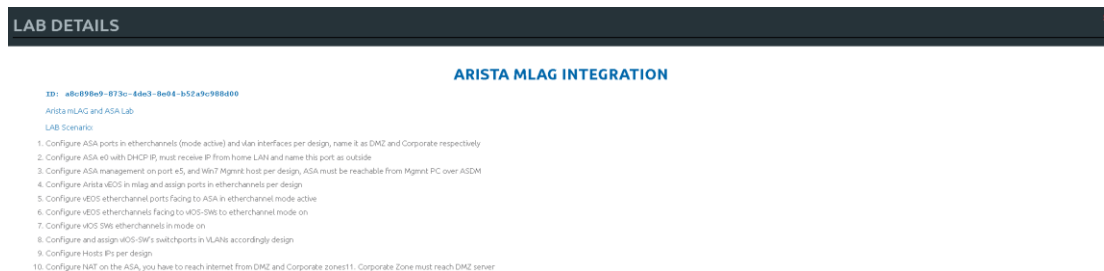 LAB DETAILS
ARISTA MLAG INTEGRATION
ID: a8c898e9-873c-4de3-8e04-b52a9c988d00
Arista mLAG and ASA Lab
LAB Scenario:
1. Configure ASA ports in etherchannels (mode active) and vlan interfaces per design, name it as DMZ and Corporate respectively
2. Configure ASA e0 with DHCP IP, must receive IP from home LAN and name this port as outside
3. Configure ASA management on port e5, and Win7 Mgmnt host per design, ASA must be reachable from Mgmnt PC over ASDM
4. Configure Arista vEOS in mlag and assign ports in etherchannels per design
5. Configure vEOS etherchannel ports facing to ASA in etherchannel mode active
6. Configure vEOS etherchannels facing to vIOS-SWs to etherchannel mode on
7. Configure vIOS SWs etherchannels in mode on
8. Configure and assign vIOS-SW's switchports in VLANs accordingly design
9. Configure Hosts IPs per design
10. Configure NAT on the ASA, you have to reach internet from DMZ and Corporate zones11. Corporate Zone must reach DMZ server